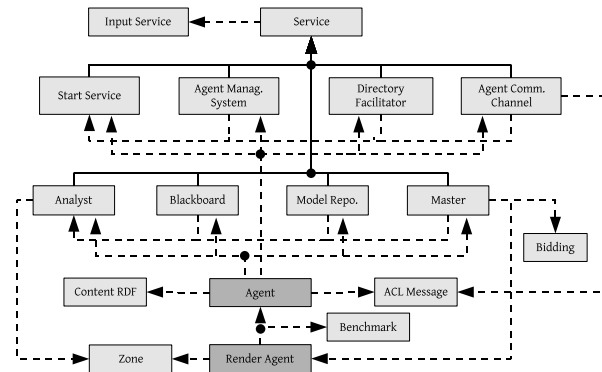 Input Service
Service
Start Service
Agent Manag.
System
Directory
Facilitator
Agent Comm.
Channel
Analyst
Blackboard
Model Repo.
Master
Bidding
Content RDF
Agent
ACL Message
Benchmark
Zone
Render Agent